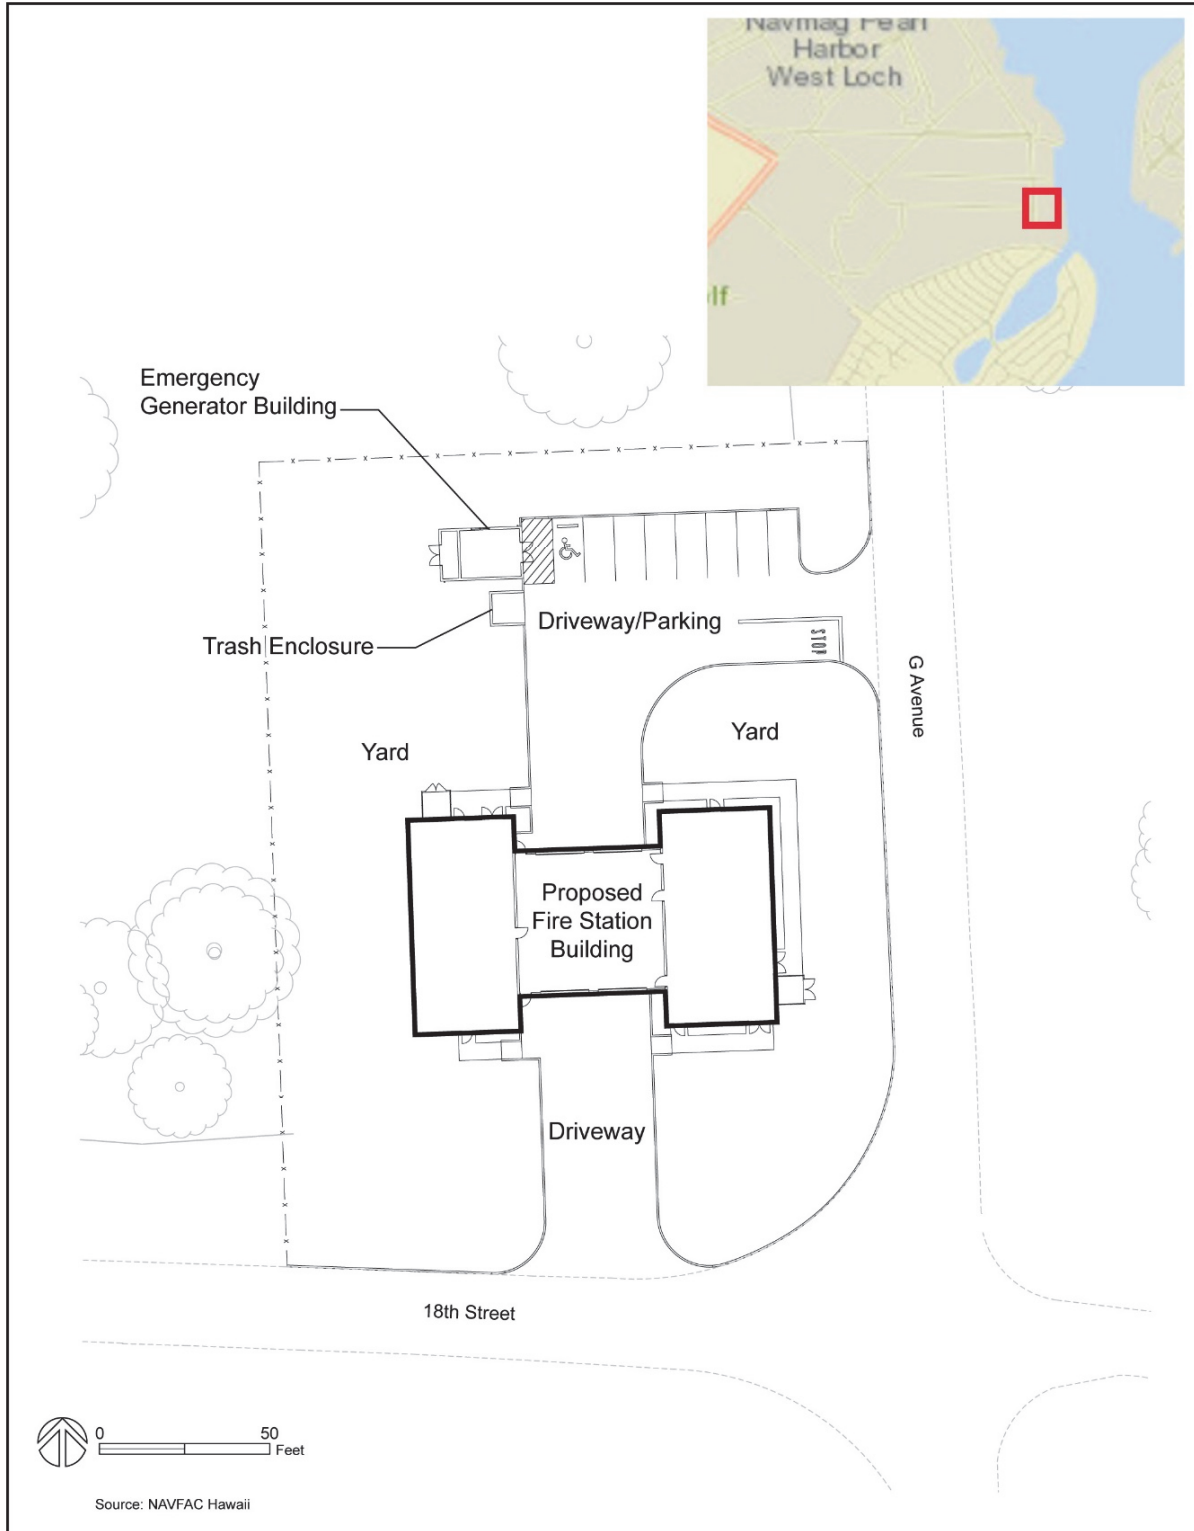 Navmag Pearl
Harbor
West Loch
lf
Emergency
Generator Building
Driveway/Parking
Trash Enclosure
STOP
G Avenue
Yard
Yard
Proposed
Fire Station
Building
Driveway
18th Street
0 50
Feet
Source: NAVFAC Hawaii